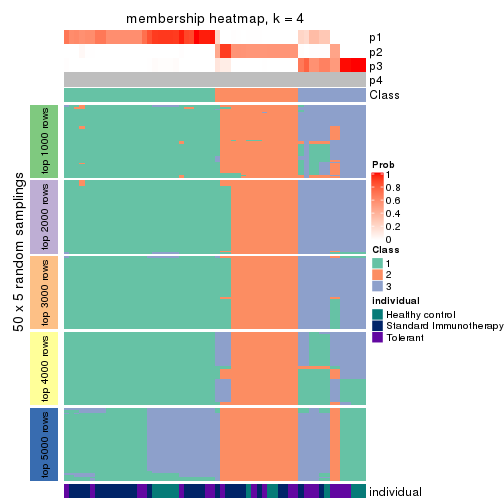 membership heatmap, k = 4
p1
p2
p3
p4
Class
50 x 5 random samplings
top 1000 rows
top 2000 rows
top 3000 rows
top 4000 rows
top 5000 rows
individual
Prob
1
0.8
0.6
0.4
0.2
0
Class
1
2
3
individual
Healthy control
Standard Immunotherapy
Tolerant